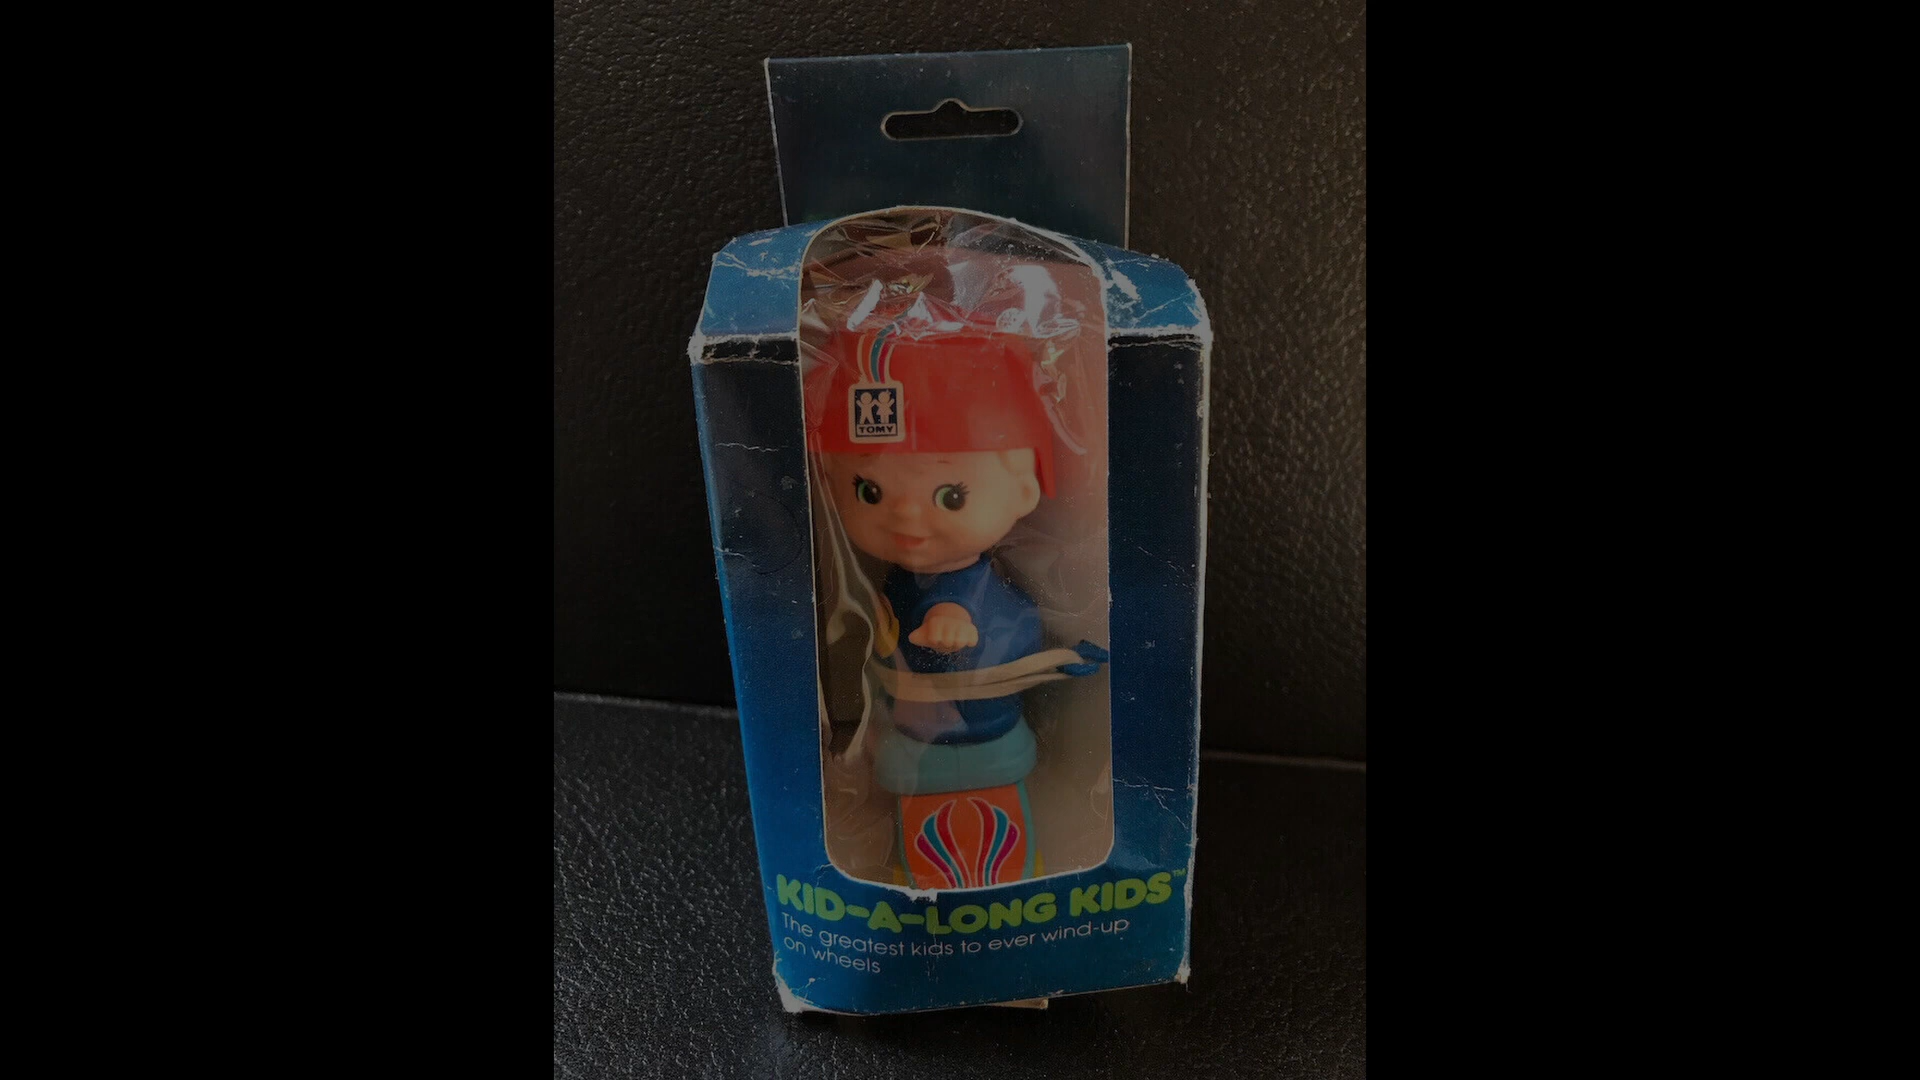 TOMY
KID-A-LONG KIDS™
The greatest kids to ever wind-up
on wheels